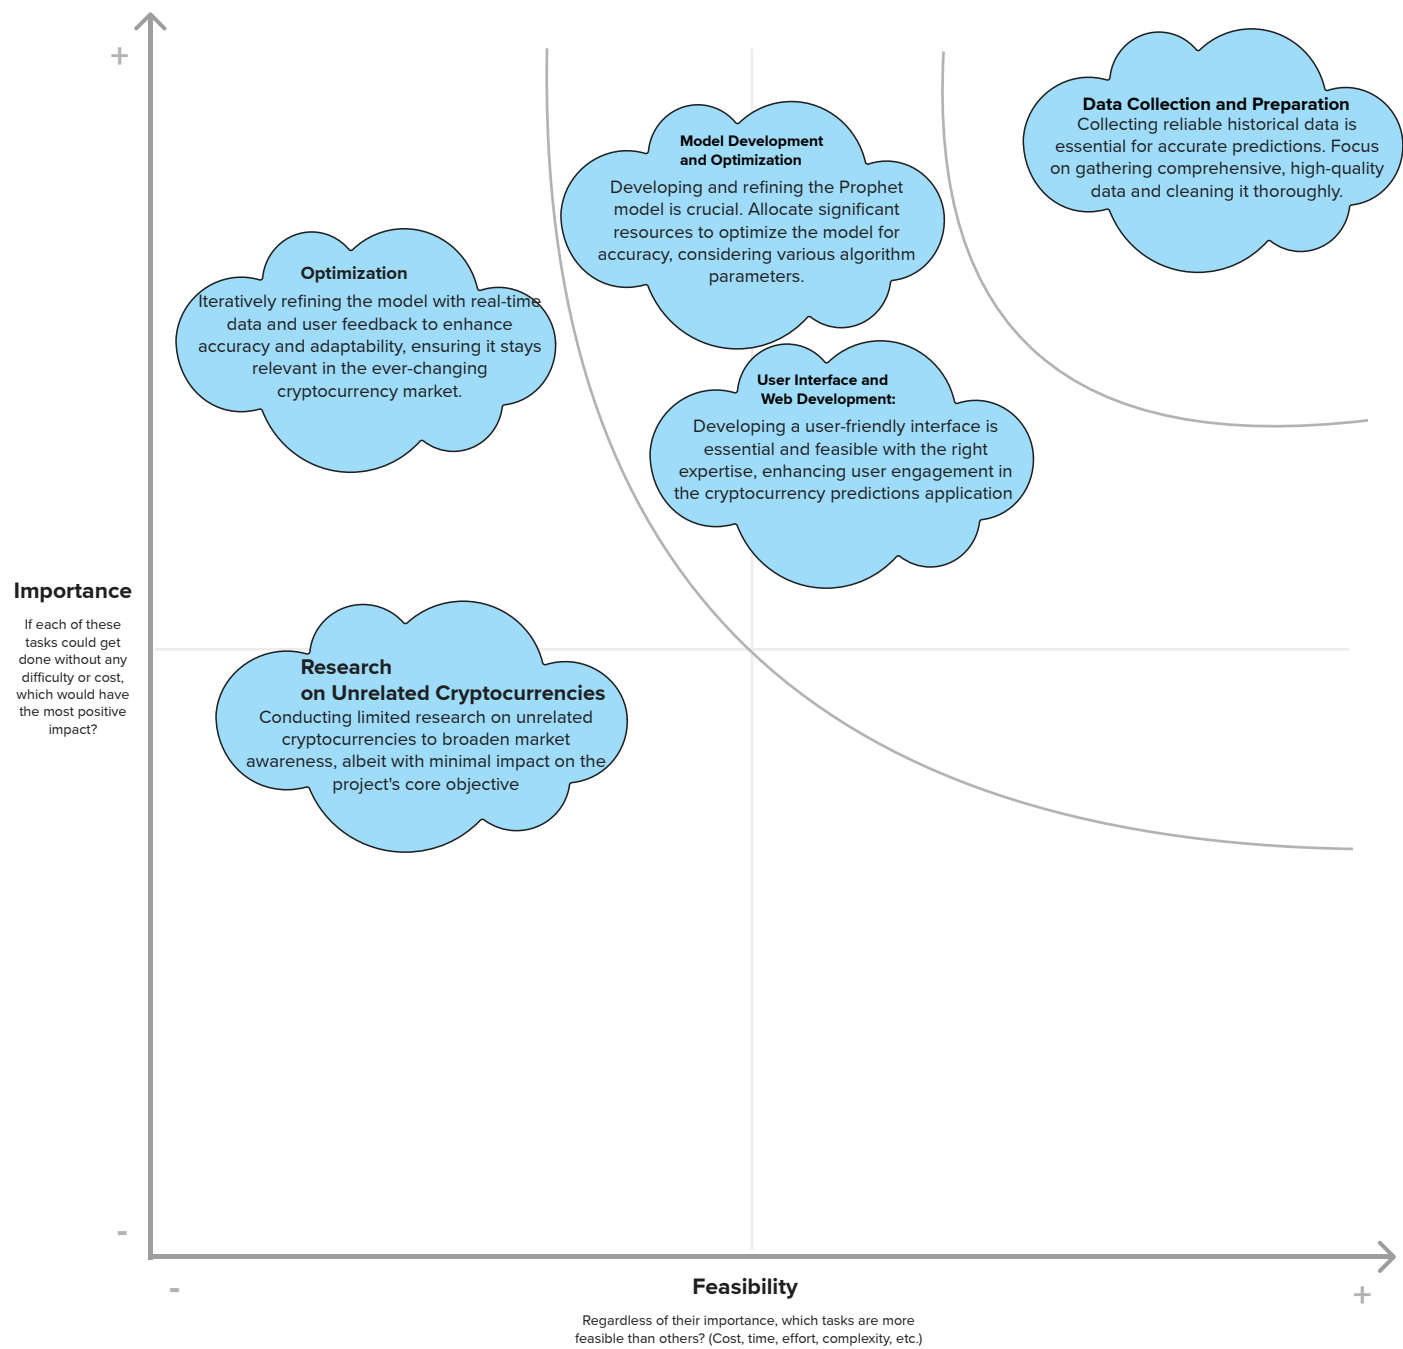 +
Data Collection and Preparation
Collecting reliable historical data is
essential for accurate predictions. Focus
on gathering comprehensive, high-quality
data and cleaning it thoroughly.
Model Development
and Optimization
Developing and refining the Prophet
model is crucial. Allocate significant
resources to optimize the model for
accuracy, considering various algorithm
parameters.
Optimization
Iteratively refining the model with real-time
data and user feedback to enhance
accuracy and adaptability, ensuring it stays
relevant in the ever-changing
cryptocurrency market.
User Interface and
Web Development:
Developing a user-friendly interface is
essential and feasible with the right
expertise, enhancing user engagement in
the cryptocurrency predictions application
Importance
If each of these
tasks could get
done without any
difficulty or cost,
which would have
the most positive
impact?
Research
on Unrelated Cryptocurrencies
Conducting limited research on unrelated
cryptocurrencies to broaden market
awareness, albeit with minimal impact on the
project's core objective
-
-
Feasibility
+
Regardless of their importance, which tasks are more
feasible than others? (Cost, time, effort, complexity, etc.)